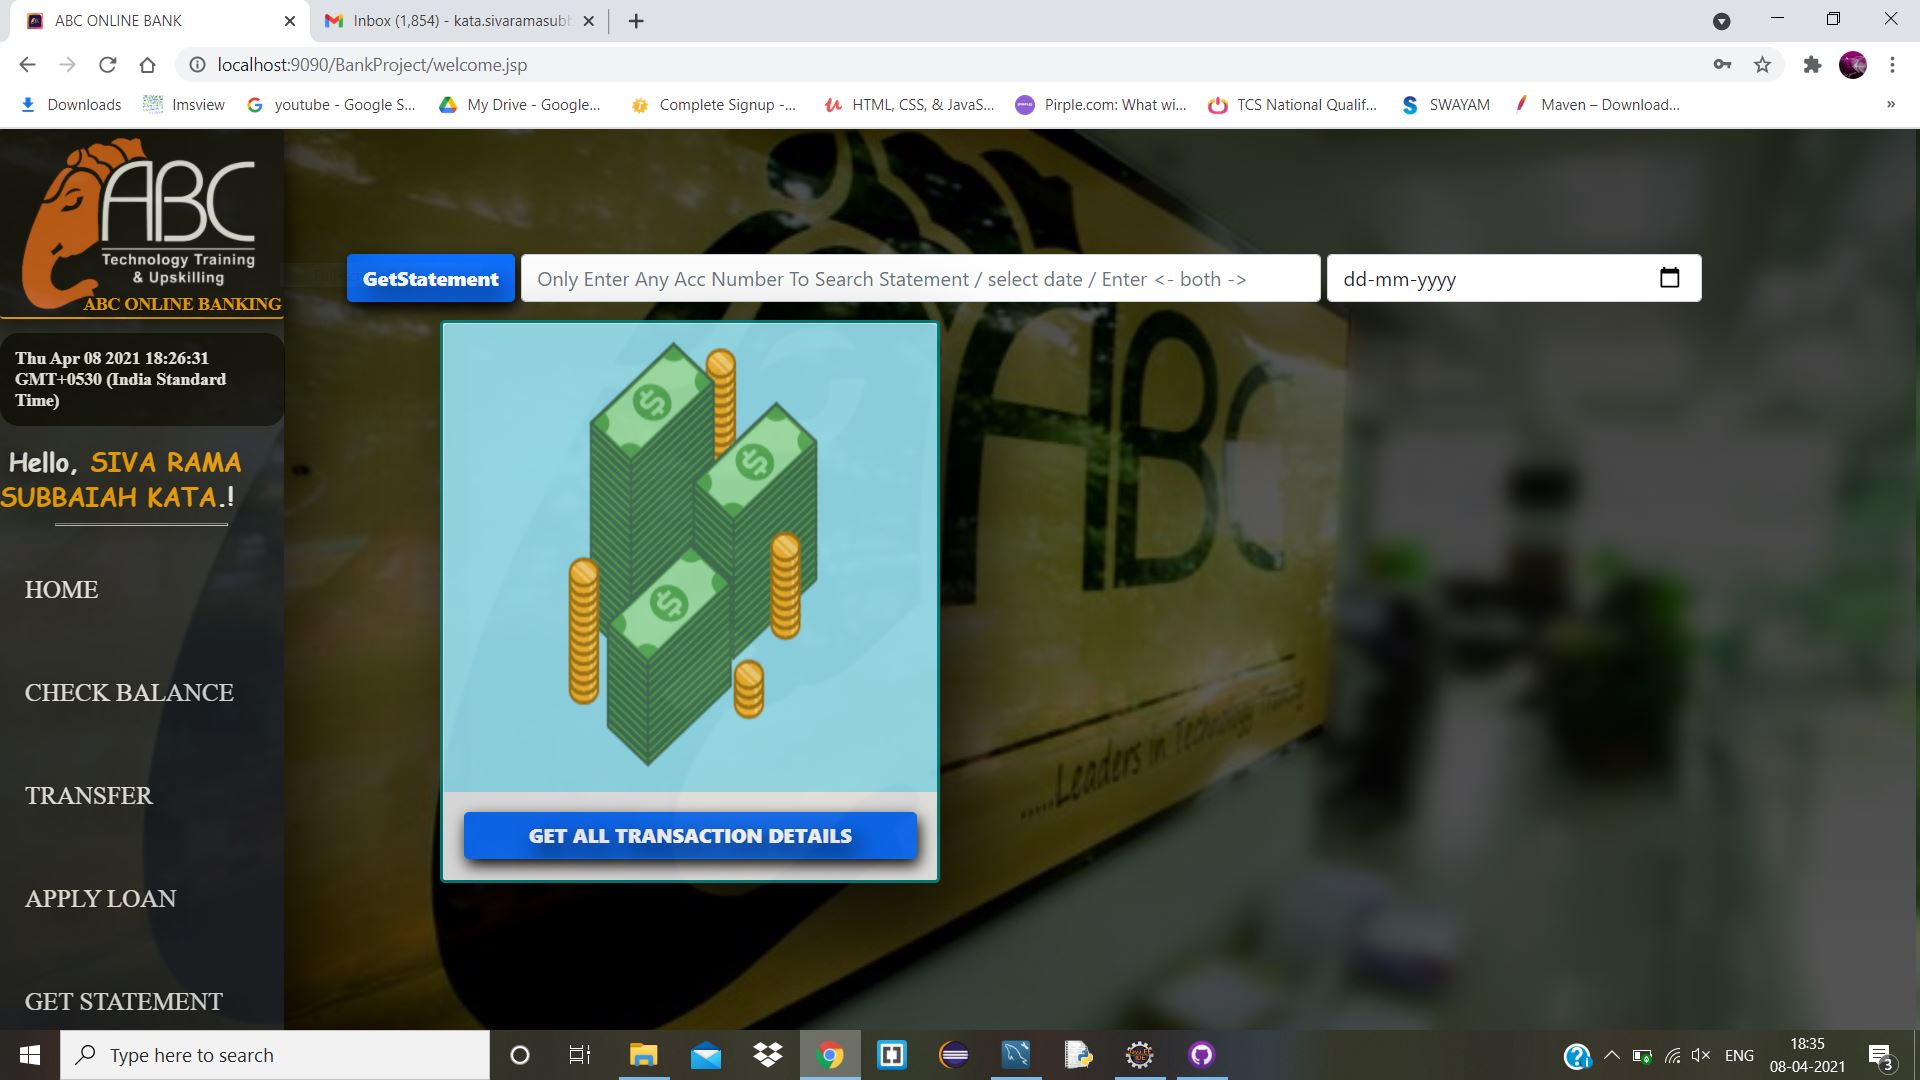 ABC ONLINE BANK
Inbox (1,854) - kata.sivaramasub
localhost:9090/BankProject/welcome.jsp
Downloads
Imsview
youtube - Google S...
My Drive - Google...
Complete Signup -...
HTML, CSS, & JavaS...
Pirple.com: What wi...
TCS National Qualif...
SWAYAM
Maven – Download...
»
ABC
Technology Training
& Upskilling
ABC ONLINE BANKING
Thu Apr 08 2021 18:26:31
GMT+0530 (India Standard
Time)
Hello, SIVA RAMA
SUBBAIAH KATA.!
HOME
CHECK BALANCE
TRANSFER
APPLY LOAN
GET STATEMENT
GetStatement
Only Enter Any Acc Number To Search Statement / select date / Enter <- both ->
dd-mm-yyyy
GET ALL TRANSACTION DETAILS
ABC
.....Leaders in Technology Training
Type here to search
ENG
18:35
08-04-2021
3